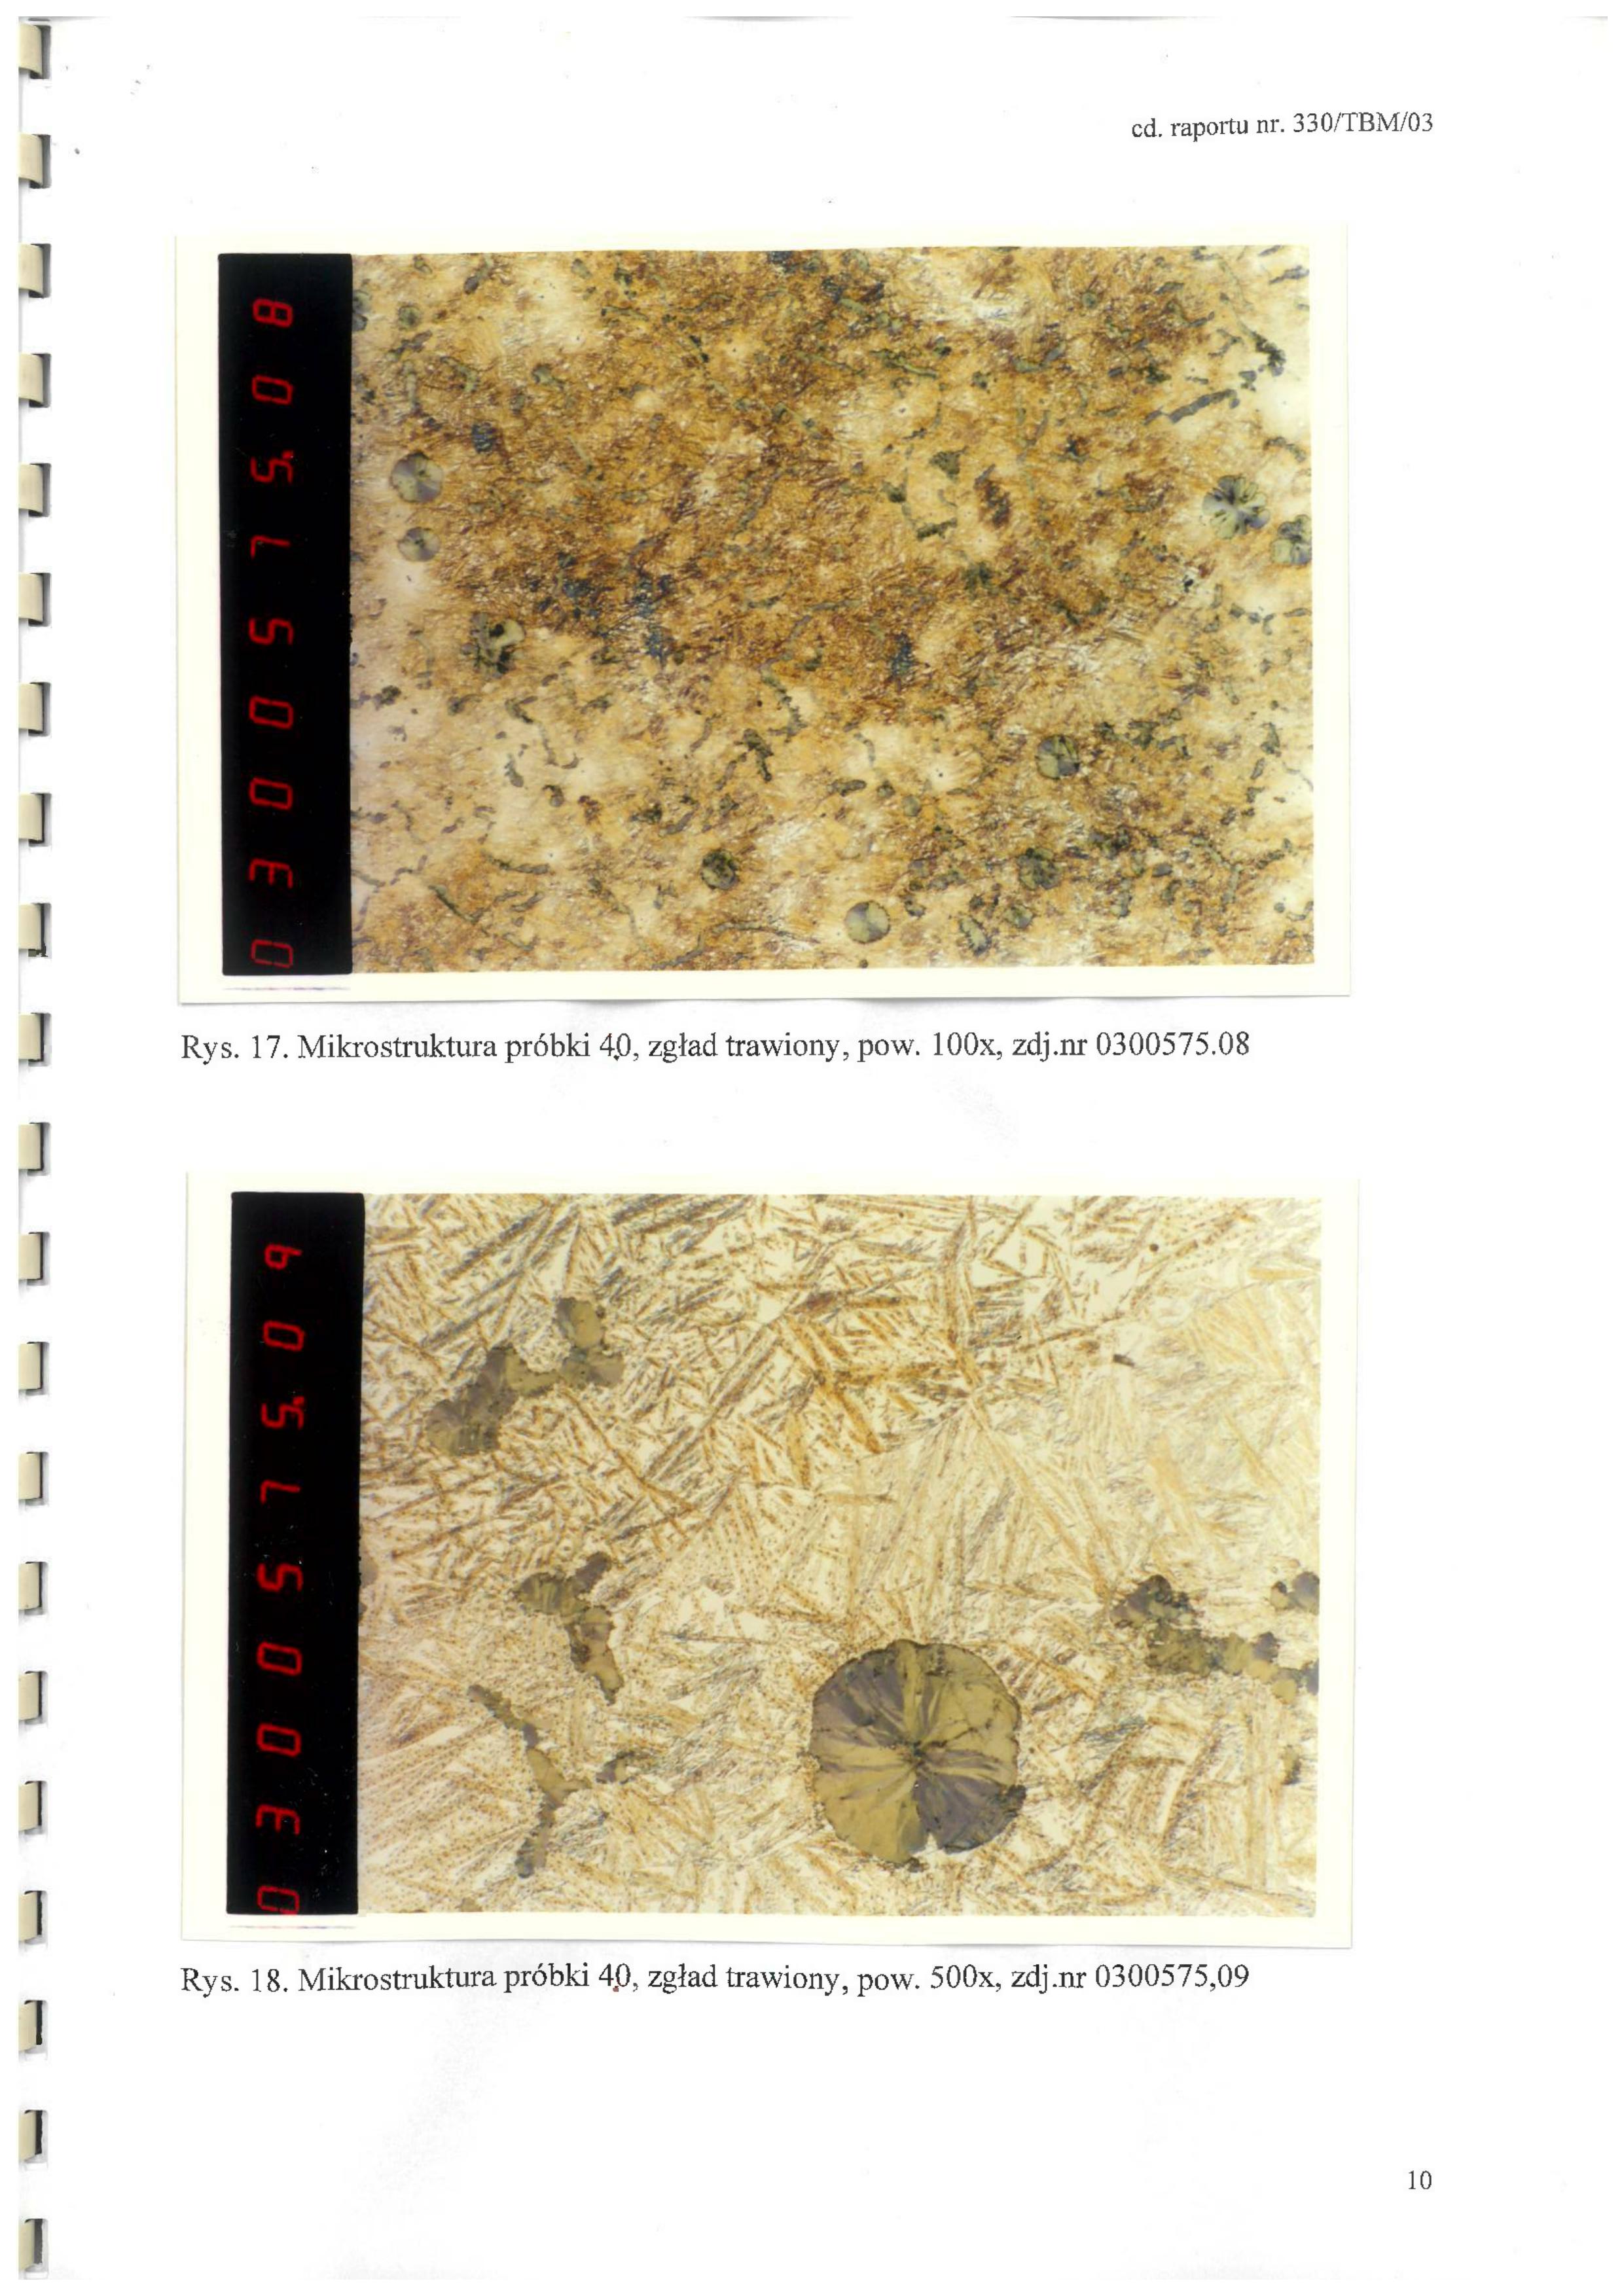 cd. raportu nr. 330/TBM/03
0300575.08
Rys. 17. Mikrostruktura próbki 40, zgład trawiony, pow. 100x, zdj.nr 0300575.08
0300575.09
Rys. 18. Mikrostruktura próbki 40, zgład trawiony, pow. 500x, zdj.nr 0300575,09
10